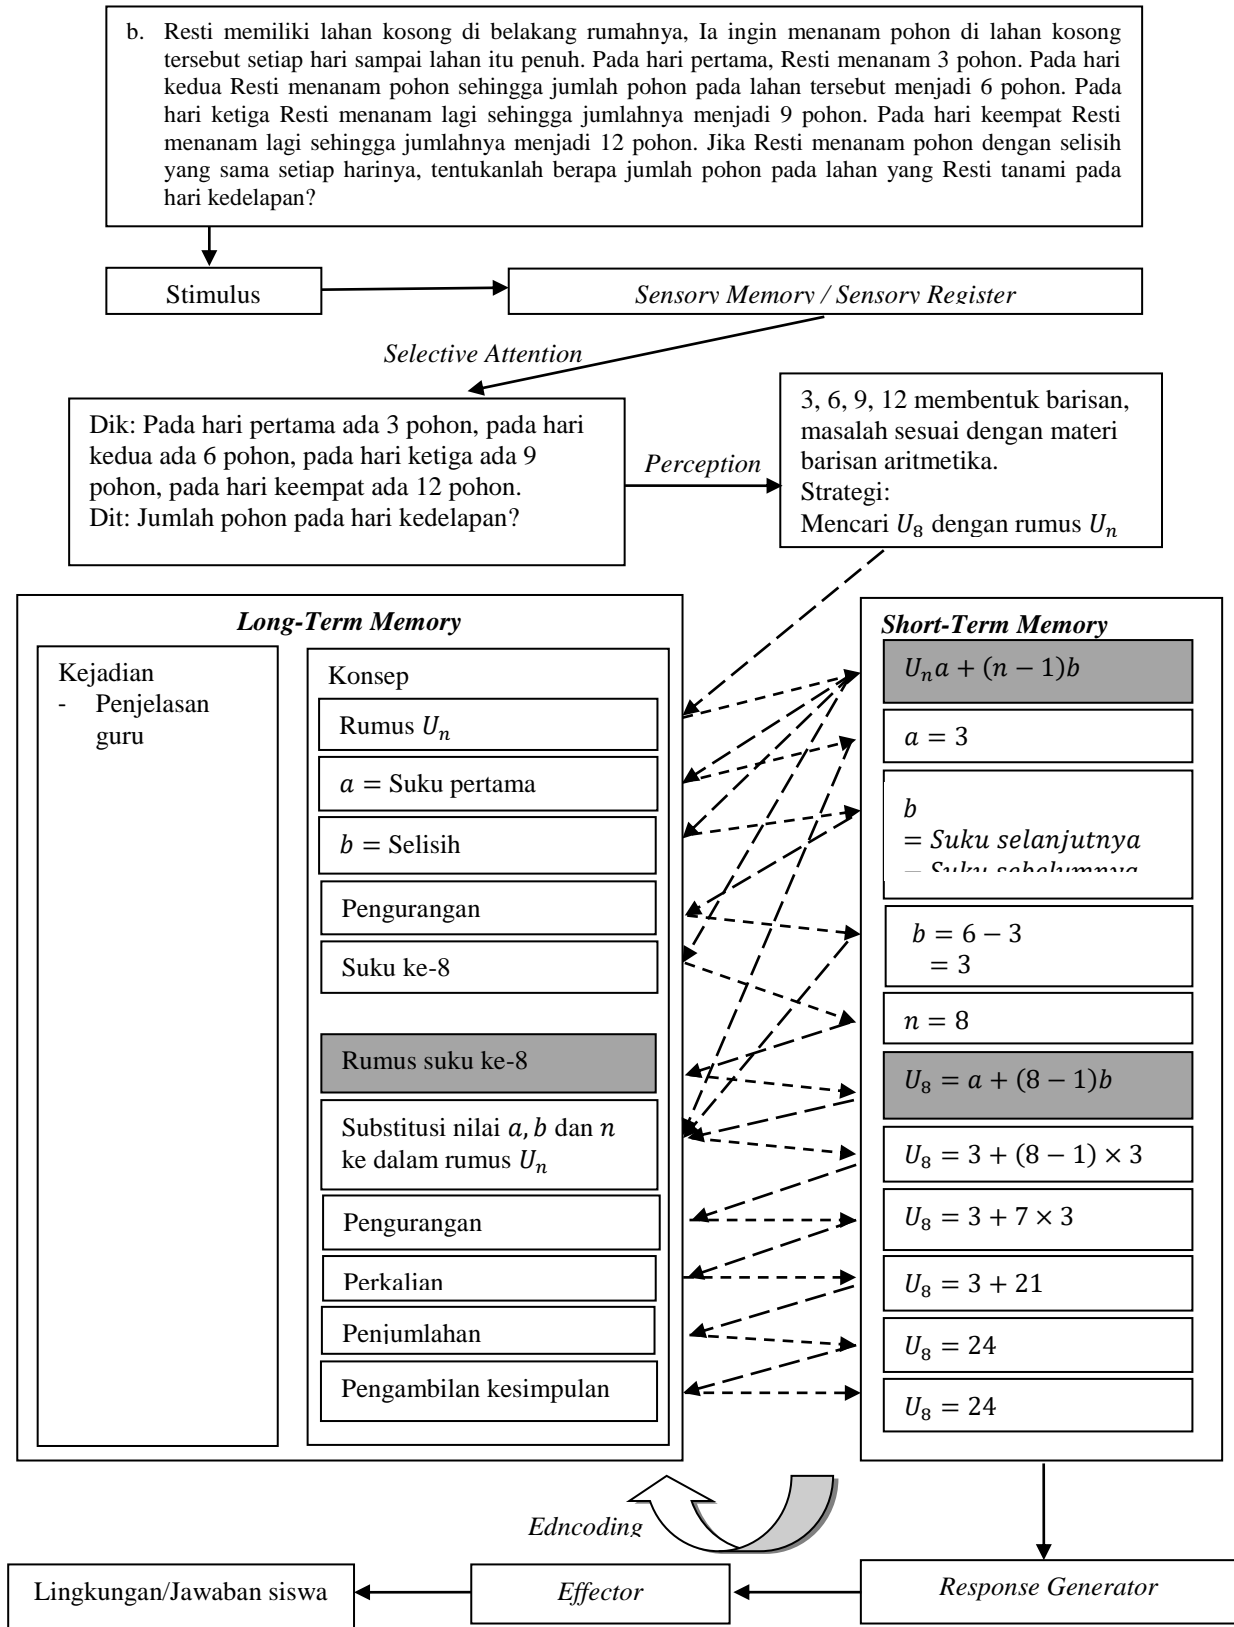 b. Resti memiliki lahan kosong di belakang rumahnya, Ia ingin menanam pohon di lahan kosong
tersebut setiap hari sampai lahan itu penuh. Pada hari pertama, Resti menanam 3 pohon. Pada
hari kedua Resti menanam pohon sehingga jumlah pohon pada lahan tersebut menjadi 6 pohon. Pada
hari ketiga Resti menanam lagi sehingga jumlahnya menjadi 9 pohon. Pada hari keempat Resti
menanam lagi sehingga jumlahnya menjadi 12 pohon. Jika Resti menanam pohon dengan selisih
yang sama setiap harinya, tentukanlah berapa jumlah pohon pada lahan yang Resti tanami pada
hari kedelapan?
Stimulus
Sensory Memory / Sensory Register
Selective Attention
Dik: Pada hari pertama ada 3 pohon, pada hari
kedua ada 6 pohon, pada hari ketiga ada 9
pohon, pada hari keempat ada 12 pohon.
Dit: Jumlah pohon pada hari kedelapan?
Perception
3, 6, 9, 12 membentuk barisan,
masalah sesuai dengan materi
barisan aritmetika.
Strategi:
Mencari U₈ dengan rumus Uₙ
Long-Term Memory
Kejadian
- Penjelasan
guru
Konsep
Rumus Uₙ
a = Suku pertama
b = Selisih
Pengurangan
Suku ke-8
Rumus suku ke-8
Substitusi nilai a, b dan n
ke dalam rumus Uₙ
Pengurangan
Perkalian
Penjumlahan
Pengambilan kesimpulan
Short-Term Memory
Uₙa + (n − 1)b
a = 3
b
= Suku selanjutnya
− Suku sebelumnya
b = 6 − 3
= 3
n = 8
U₈ = a + (8 − 1)b
U₈ = 3 + (8 − 1) × 3
U₈ = 3 + 7 × 3
U₈ = 3 + 21
U₈ = 24
U₈ = 24
Edncoding
Lingkungan/Jawaban siswa
Effector
Response Generator